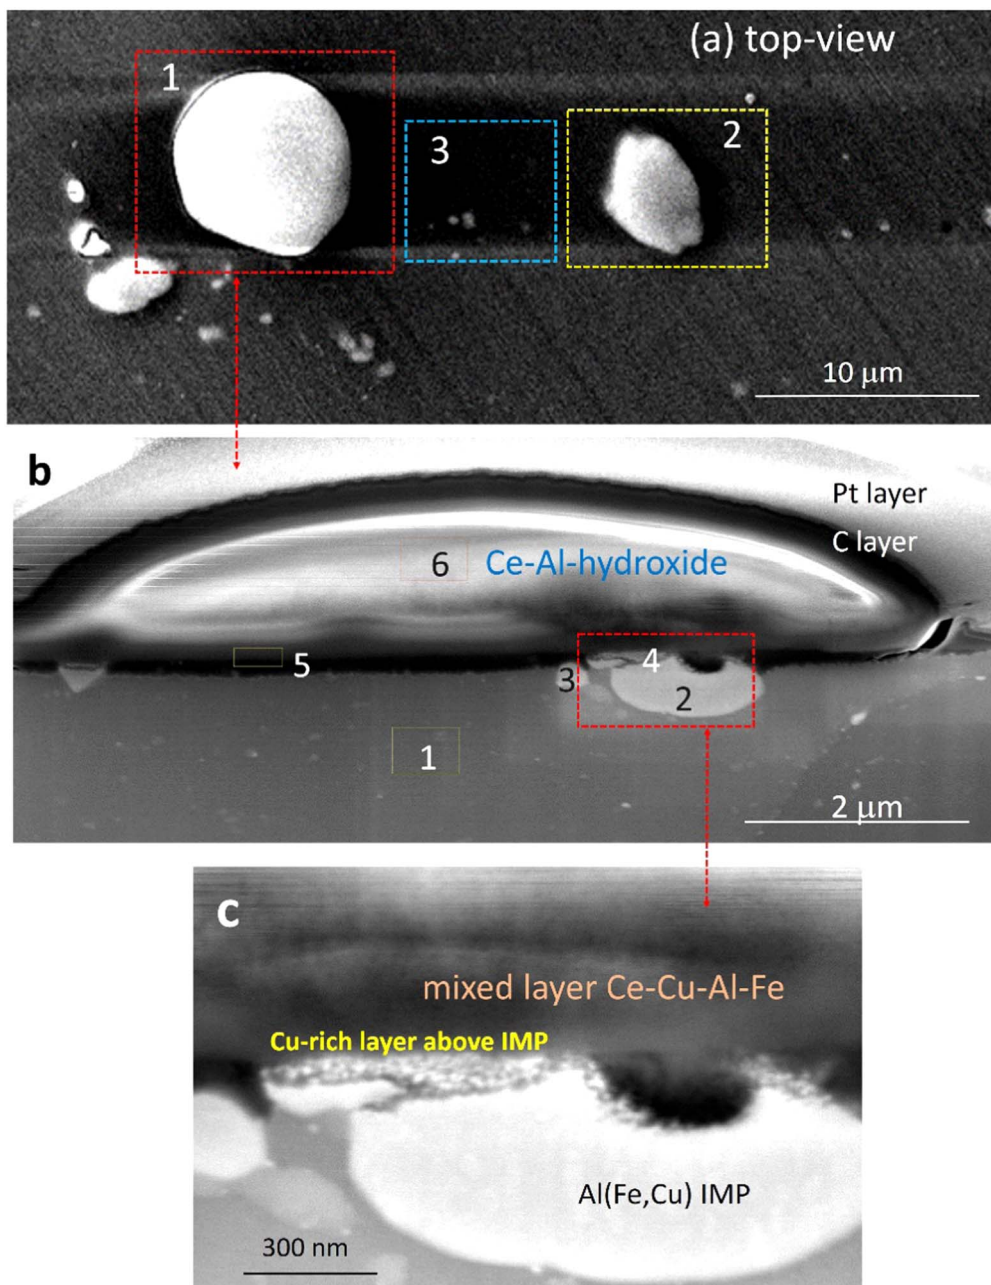 (a) top-view
1
3
2
10 μm
b
Pt layer
C layer
6 Ce-Al-hydroxide
5
4
3
2
1
2 μm
c
mixed layer Ce-Cu-Al-Fe
Cu-rich layer above IMP
Al(Fe,Cu) IMP
300 nm